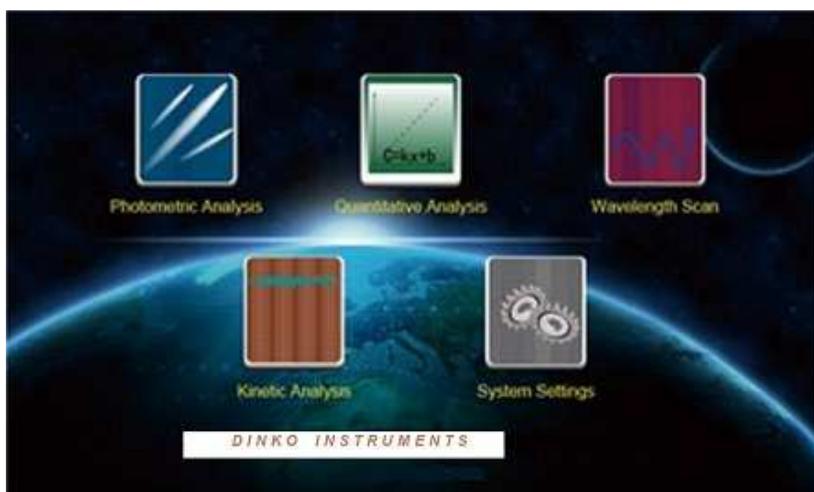 C=kx+b
Photometric Analysis
Quantitative Analysis
Wavelength Scan
Kinetic Analysis
System Settings
DINKO INSTRUMENTS